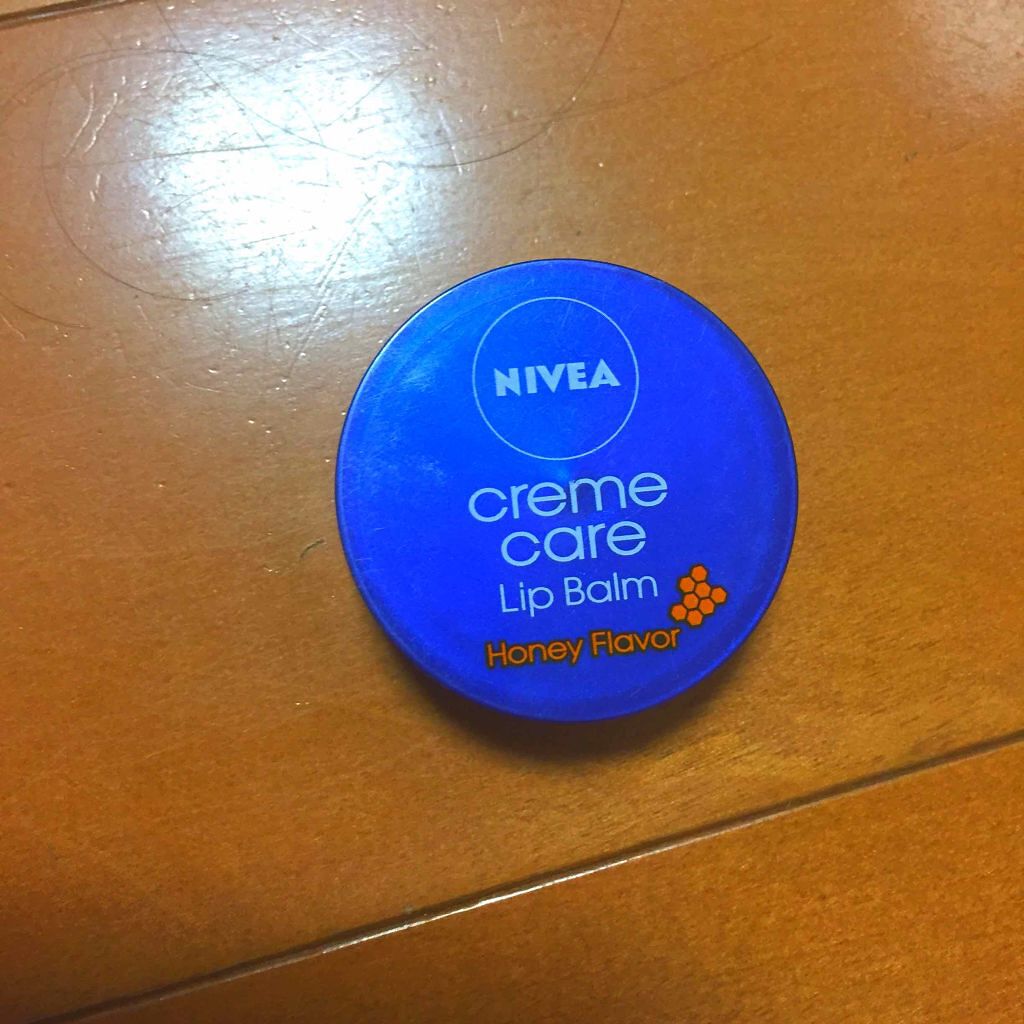 NIVEA
creme
care
Lip Balm
Honey Flavor